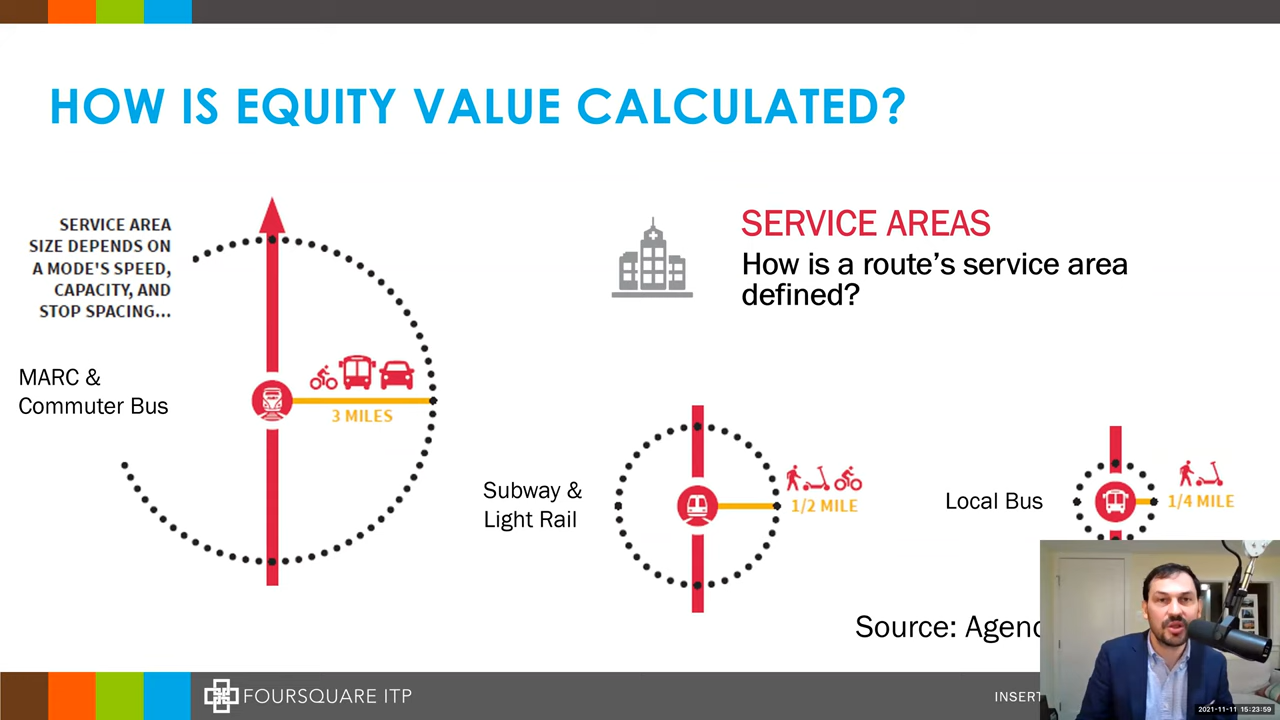 HOW IS EQUITY VALUE CALCULATED?
SERVICE AREA
SIZE DEPENDS ON
A MODE'S SPEED,
CAPACITY, AND
STOP SPACING...
MARC &
Commuter Bus
3 MILES
SERVICE AREAS
How is a route's service area
defined?
Subway &
Light Rail
1/2 MILE
Local Bus
1/4 MILE
Source:
FOURSQUARE ITP
INSERT
2021-11-11 15:23:59